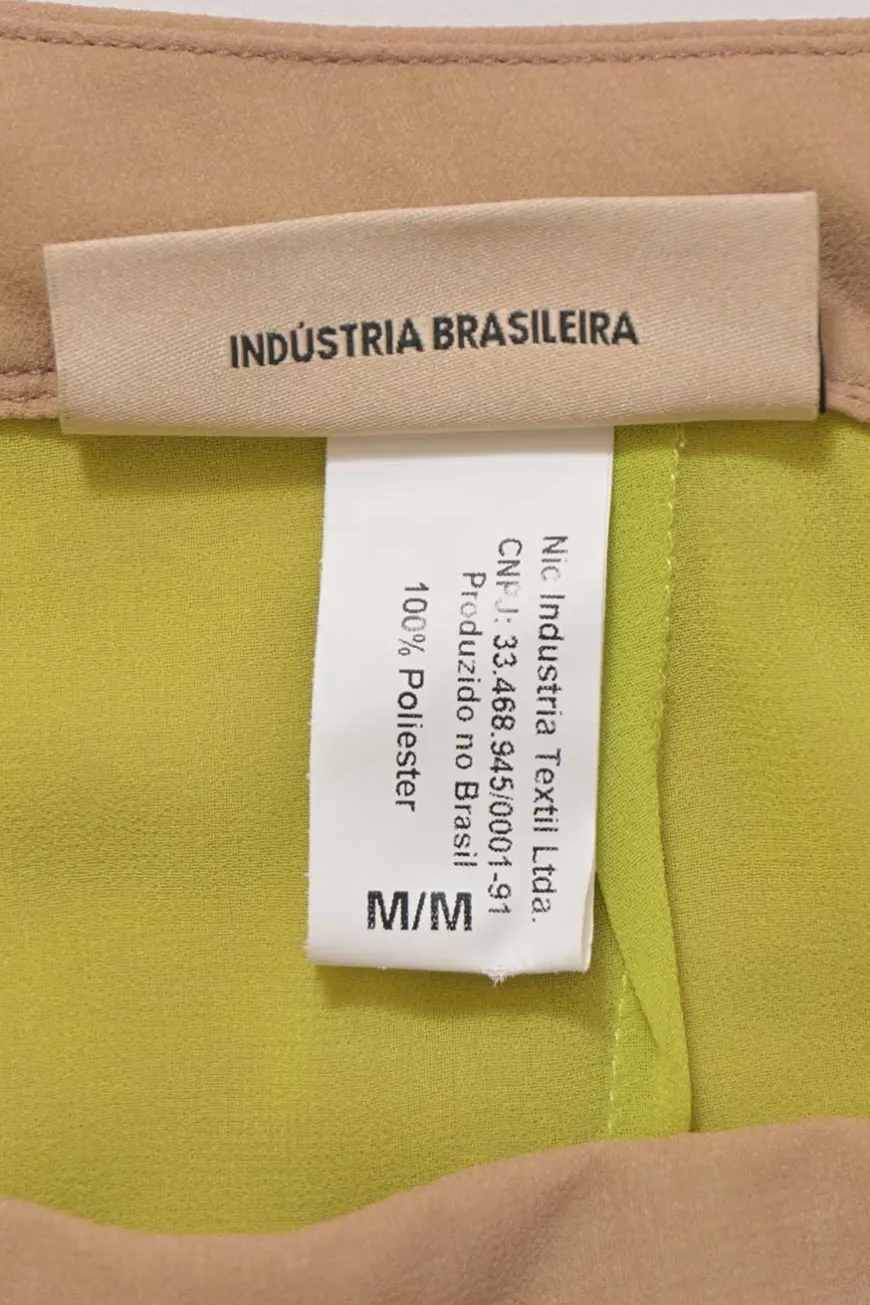 INDÚSTRIA BRASILEIRA
Nic Industria Textil Ltda.
CNPJ: 33.468.945/0001-91
Produzido no Brasil
100% Poliester
M/M